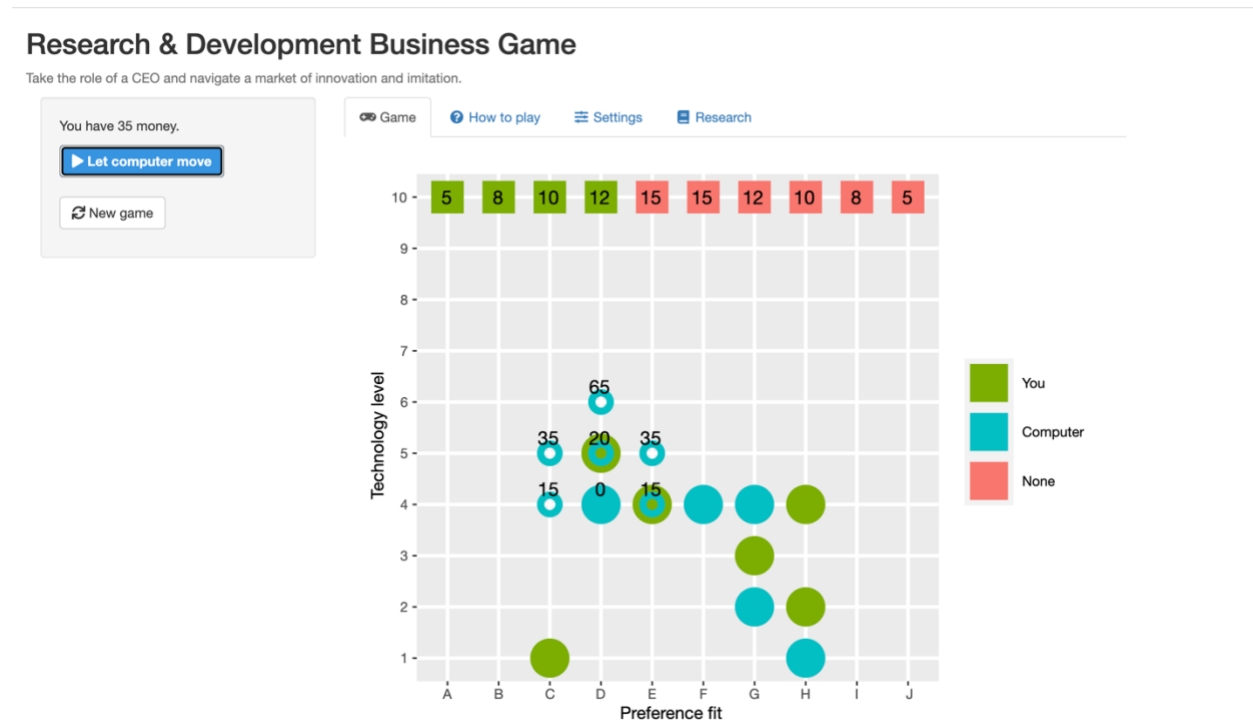 Research & Development Business Game
Take the role of a CEO and navigate a market of innovation and imitation.
You have 35 money.
Let computer move
New game
Game
How to play
Settings
Research
10
5 8 10 12 15 15 12 10 8 5
9
8
7
65
6
35 20 35
5
15 0 15
4
3
2
1
A B C D E F G H I J
Technology level
Preference fit
You
Computer
None